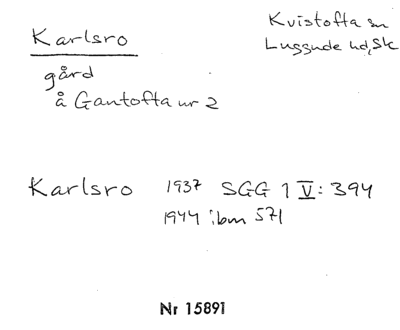 Karlsro
Kvistofta sn
Luggude hd, Sk
gård
å Gantofta nr 2
Karlsro 1937 SGG 1 V: 394
1944 ibm 571
Nr 15891